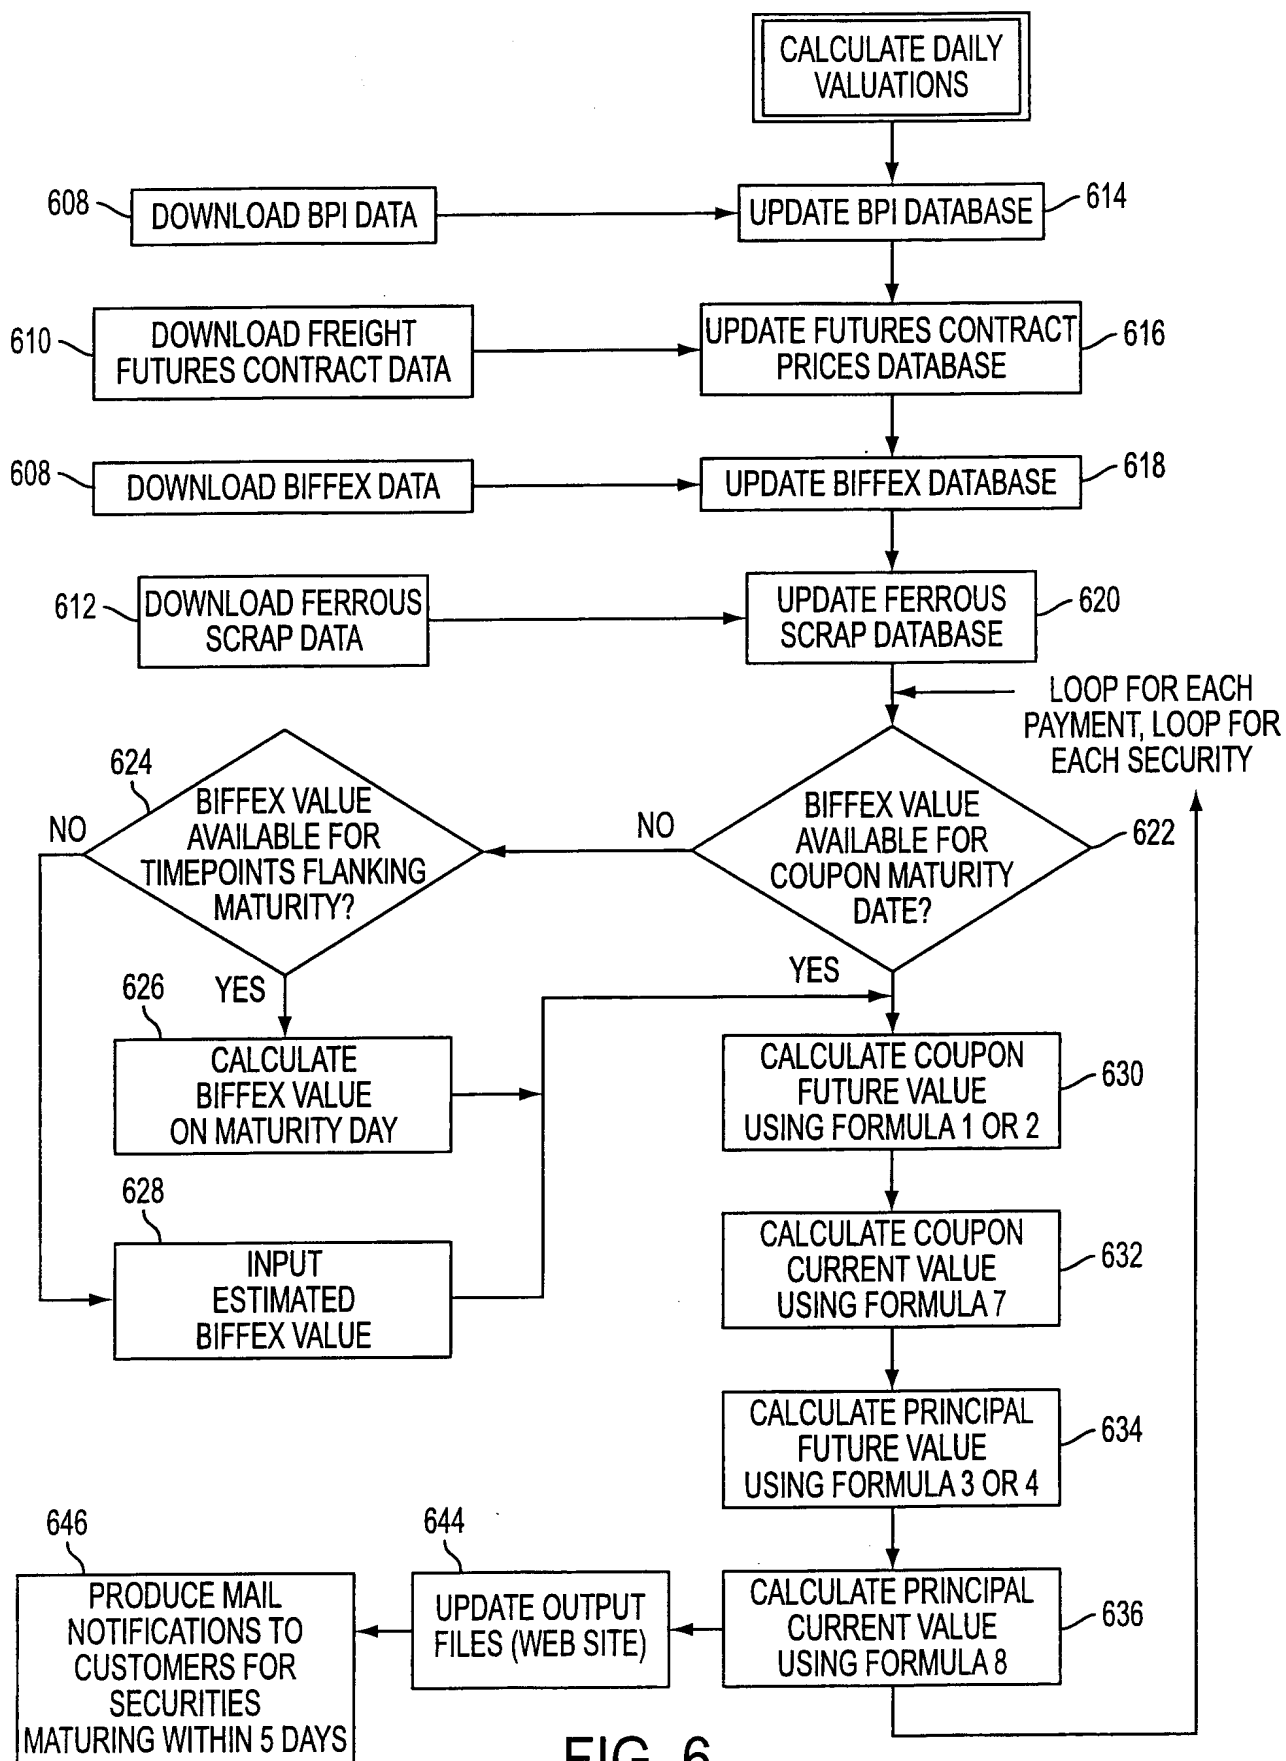 CALCULATE DAILY
VALUATIONS
608
DOWNLOAD BPI DATA
UPDATE BPI DATABASE
614
610
DOWNLOAD FREIGHT
FUTURES CONTRACT DATA
UPDATE FUTURES CONTRACT
PRICES DATABASE
616
608
DOWNLOAD BIFFEX DATA
UPDATE BIFFEX DATABASE
618
612
DOWNLOAD FERROUS
SCRAP DATA
UPDATE FERROUS
SCRAP DATABASE
620
LOOP FOR EACH
PAYMENT, LOOP FOR
EACH SECURITY
624
NO
BIFFEX VALUE
AVAILABLE FOR
TIMEPOINTS FLANKING
MATURITY?
NO
BIFFEX VALUE
AVAILABLE FOR
COUPON MATURITY
DATE?
622
YES
YES
626
CALCULATE
BIFFEX VALUE
ON MATURITY DAY
CALCULATE COUPON
FUTURE VALUE
USING FORMULA 1 OR 2
630
628
INPUT
ESTIMATED
BIFFEX VALUE
CALCULATE COUPON
CURRENT VALUE
USING FORMULA 7
632
CALCULATE PRINCIPAL
FUTURE VALUE
USING FORMULA 3 OR 4
634
646
PRODUCE MAIL
NOTIFICATIONS TO
CUSTOMERS FOR
SECURITIES
MATURING WITHIN 5 DAYS
644
UPDATE OUTPUT
FILES (WEB SITE)
CALCULATE PRINCIPAL
CURRENT VALUE
USING FORMULA 8
636
FIG. 6